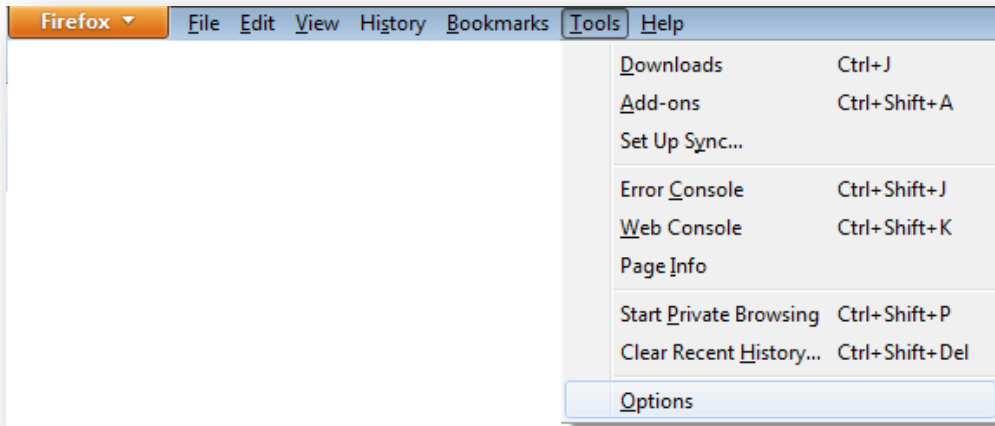 Firefox File Edit View History Bookmarks Tools Help
Downloads Ctrl+J
Add-ons Ctrl+Shift+A
Set Up Sync...
Error Console Ctrl+Shift+J
Web Console Ctrl+Shift+K
Page Info
Start Private Browsing Ctrl+Shift+P
Clear Recent History... Ctrl+Shift+Del
Options